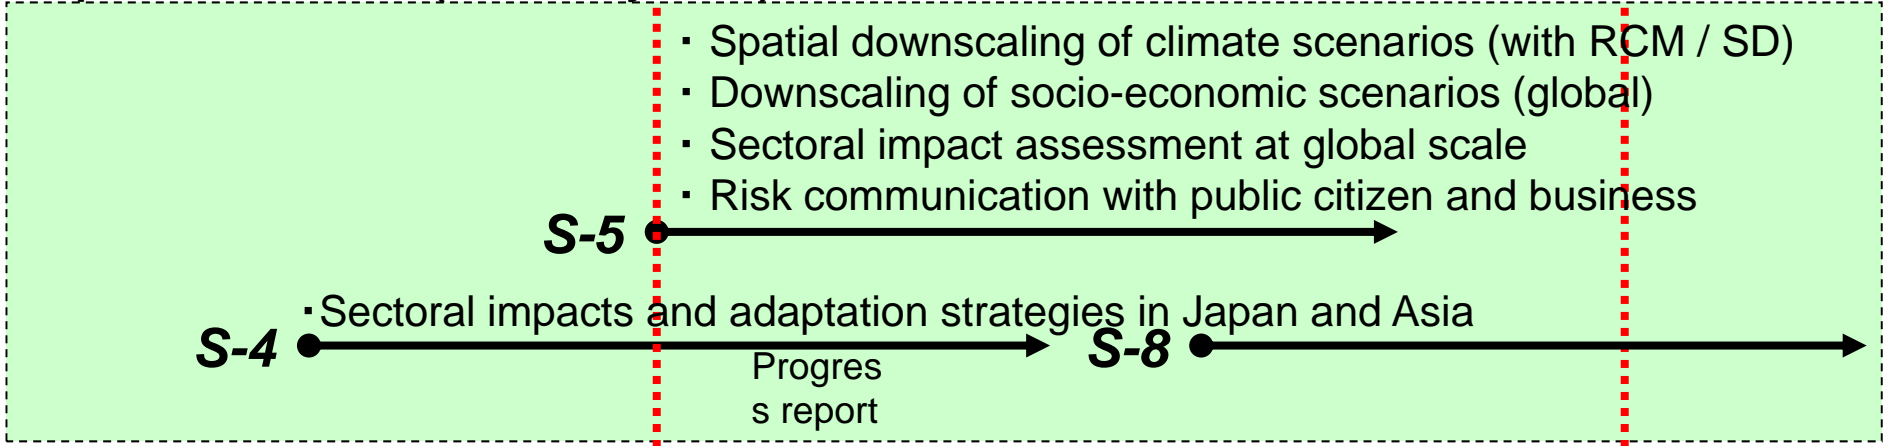 ・Spatial downscaling of climate scenarios (with RCM / SD)
・Downscaling of socio-economic scenarios (global)
・Sectoral impact assessment at global scale
・Risk communication with public citizen and business
S-5
・Sectoral impacts and adaptation strategies in Japan and Asia
S-4
S-8
Progres
s report